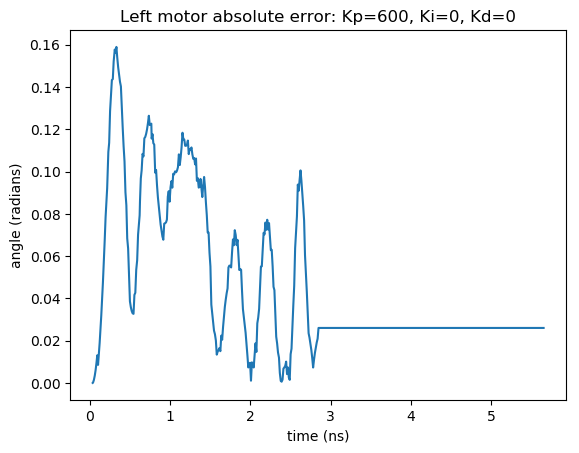 Left motor absolute error: Kp=600, Ki=0, Kd=0
angle (radians)
0.16
0.14
0.12
0.10
0.08
0.06
0.04
0.02
0.00
0 1 2 3 4 5
time (ns)